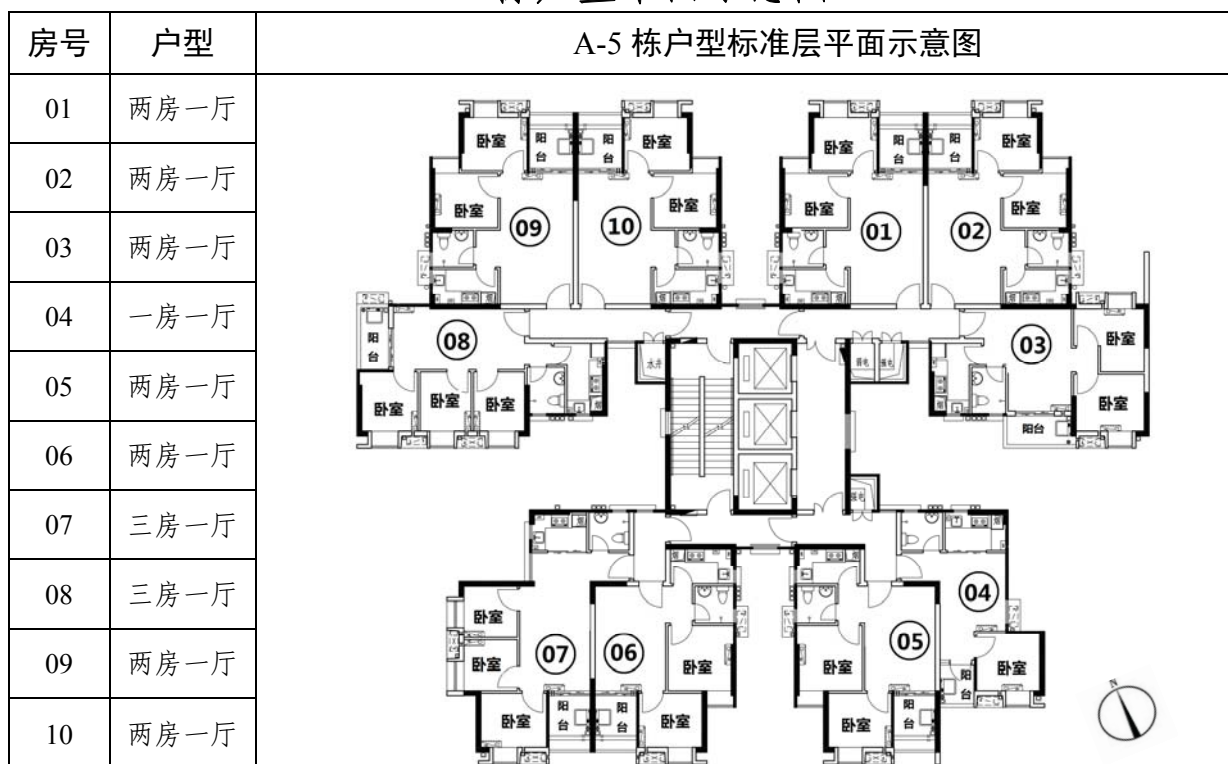 房号 户型 A-5 栋户型标准层平面示意图
01 两房一厅
02 两房一厅
03 两房一厅
04 一房一厅
05 两房一厅
06 两房一厅
07 三房一厅
08 三房一厅
09 两房一厅
10 两房一厅
卧室 阳台 阳台 卧室 卧室 阳台 阳台 卧室
卧室 09 10 卧室 卧室 01 02 卧室
阳台 08 水井 弱电 强电 03 卧室
卧室 卧室 卧室 阳台 卧室
强电
卧室 04
卧室 07 06 卧室 卧室 05 阳台 卧室
卧室 阳台 阳台 卧室 卧室 阳台
N